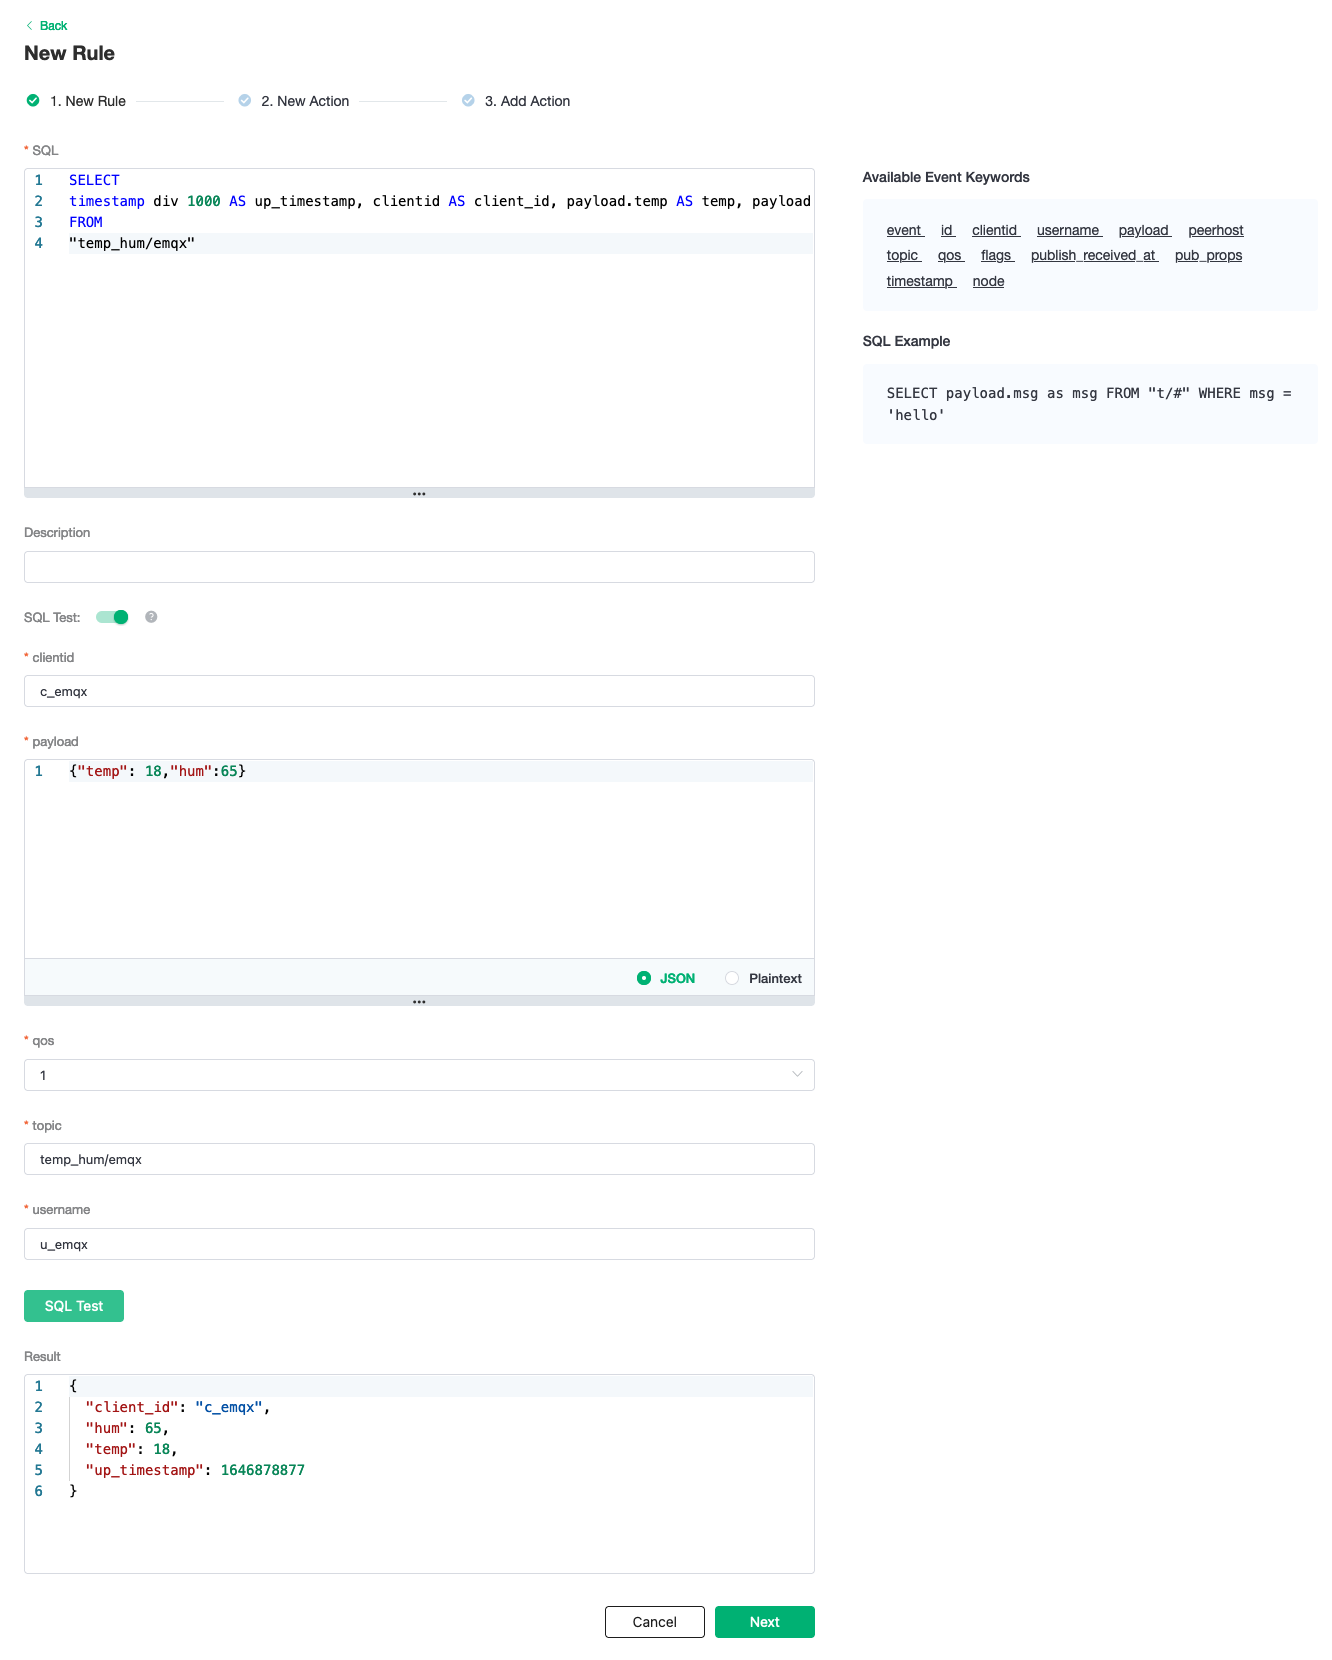 Back
New Rule
1. New Rule
2. New Action
3. Add Action
* SQL
1 SELECT
2 timestamp div 1000 AS up_timestamp, clientid AS client_id, payload.temp AS temp, payload
3 FROM
4 "temp_hum/emqx"
Available Event Keywords
event id clientid username payload peerhost
topic qos flags publish_received_at pub_props
timestamp node
SQL Example
SELECT payload.msg as msg FROM "t/#" WHERE msg =
'hello'
Description
SQL Test: ?
* clientid
c_emqx
* payload
1 {"temp": 18,"hum":65}
JSON Plaintext
* qos
1
* topic
temp_hum/emqx
* username
u_emqx
SQL Test
Result
1 {
2 "client_id": "c_emqx",
3 "hum": 65,
4 "temp": 18,
5 "up_timestamp": 1646878877
6 }
Cancel Next